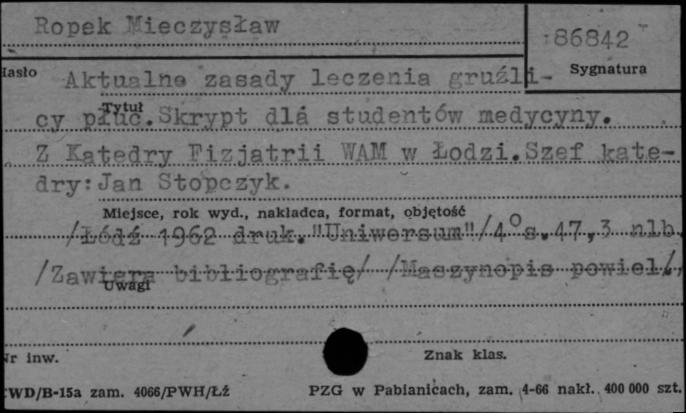 Ropek Mieczysław
86842
Hasło
Sygnatura
Aktualne zasady leczenia gruźli-
Tytuł
cy płuc. Skrypt dla studentów medycyny.
Z Katedry Fizjatrii WAM w Łodzi. Szef kate-
dry: Jan Stopczyk.
Miejsce, rok wyd., nakładca, format, objętość
/Łódź 1962 druk. "Uniwersum"/4⁰s.47,3 nlb.
/Zawiera bibliografię/ /Maszynopis powiel/,
Uwagi
Nr inw.
Znak klas.
WD/B-15a zam. 4066/PWH/Łź
PZG w Pabianicach, zam. 4-66 nakł. 400 000 szt.